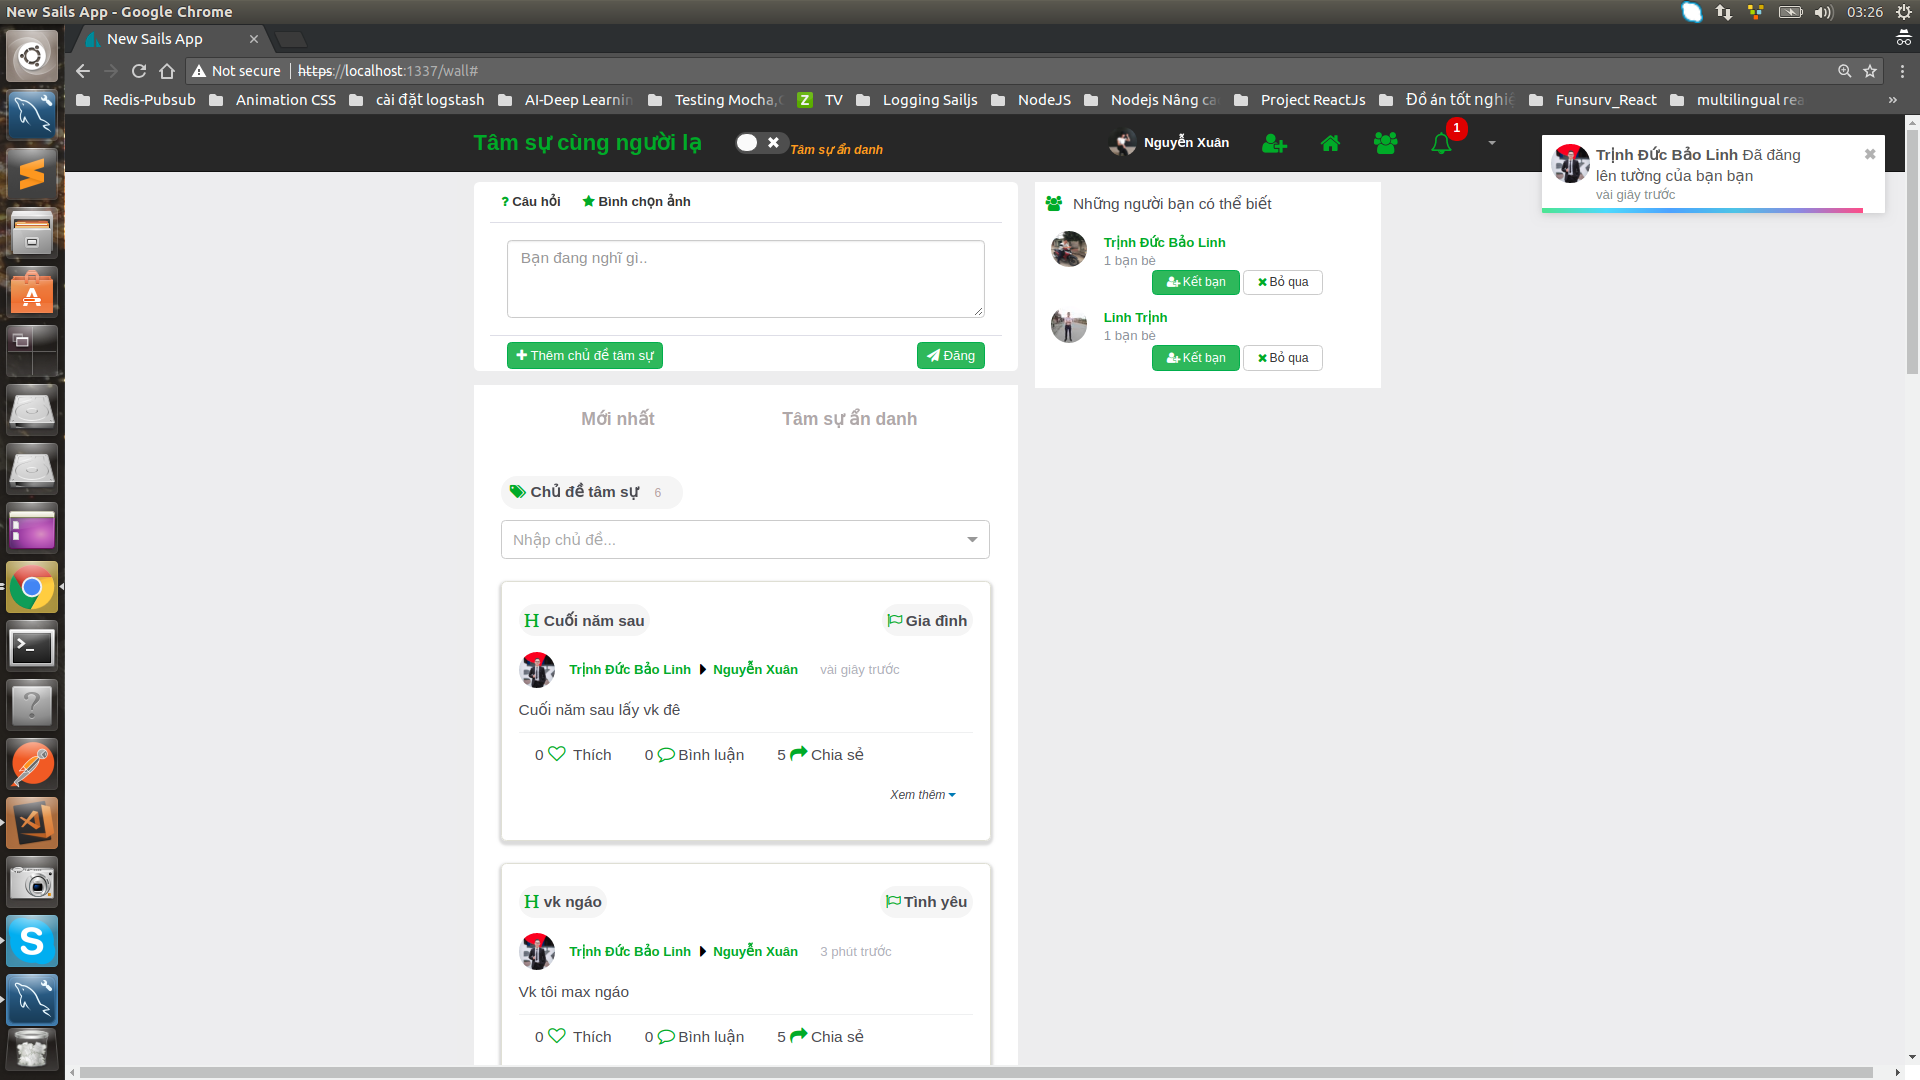 New Sails App - Google Chrome
03:26
New Sails App
Not secure
https://localhost:1337/wall#
Redis-Pubsub
Animation CSS
cài đặt logstash
AI-Deep Learnin
Testing Mocha,
TV
Logging Sailjs
NodeJS
Nodejs Nâng ca
Project ReactJs
Đồ án tốt nghiệ
Funsurv_React
multilingual rea
»
Tâm sự cùng người lạ
Tâm sự ẩn danh
Nguyễn Xuân
1
Trịnh Đức Bảo Linh Đã đăng
lên tường của bạn bạn
vài giây trước
? Câu hỏi
Bình chọn ảnh
Bạn đang nghĩ gì..
Thêm chủ đề tâm sự
Đăng
Những người bạn có thể biết
Trịnh Đức Bảo Linh
1 bạn bè
Kết bạn
Bỏ qua
Linh Trịnh
1 bạn bè
Kết bạn
Bỏ qua
Mới nhất
Tâm sự ẩn danh
Chủ đề tâm sự 6
Nhập chủ đề...
H Cuối năm sau
Gia đình
Trịnh Đức Bảo Linh Nguyễn Xuân vài giây trước
Cuối năm sau lấy vk đê
0 Thích 0 Bình luận 5 Chia sẻ
Xem thêm
H vk ngáo
Tình yêu
Trịnh Đức Bảo Linh Nguyễn Xuân 3 phút trước
Vk tôi max ngáo
0 Thích 0 Bình luận 5 Chia sẻ